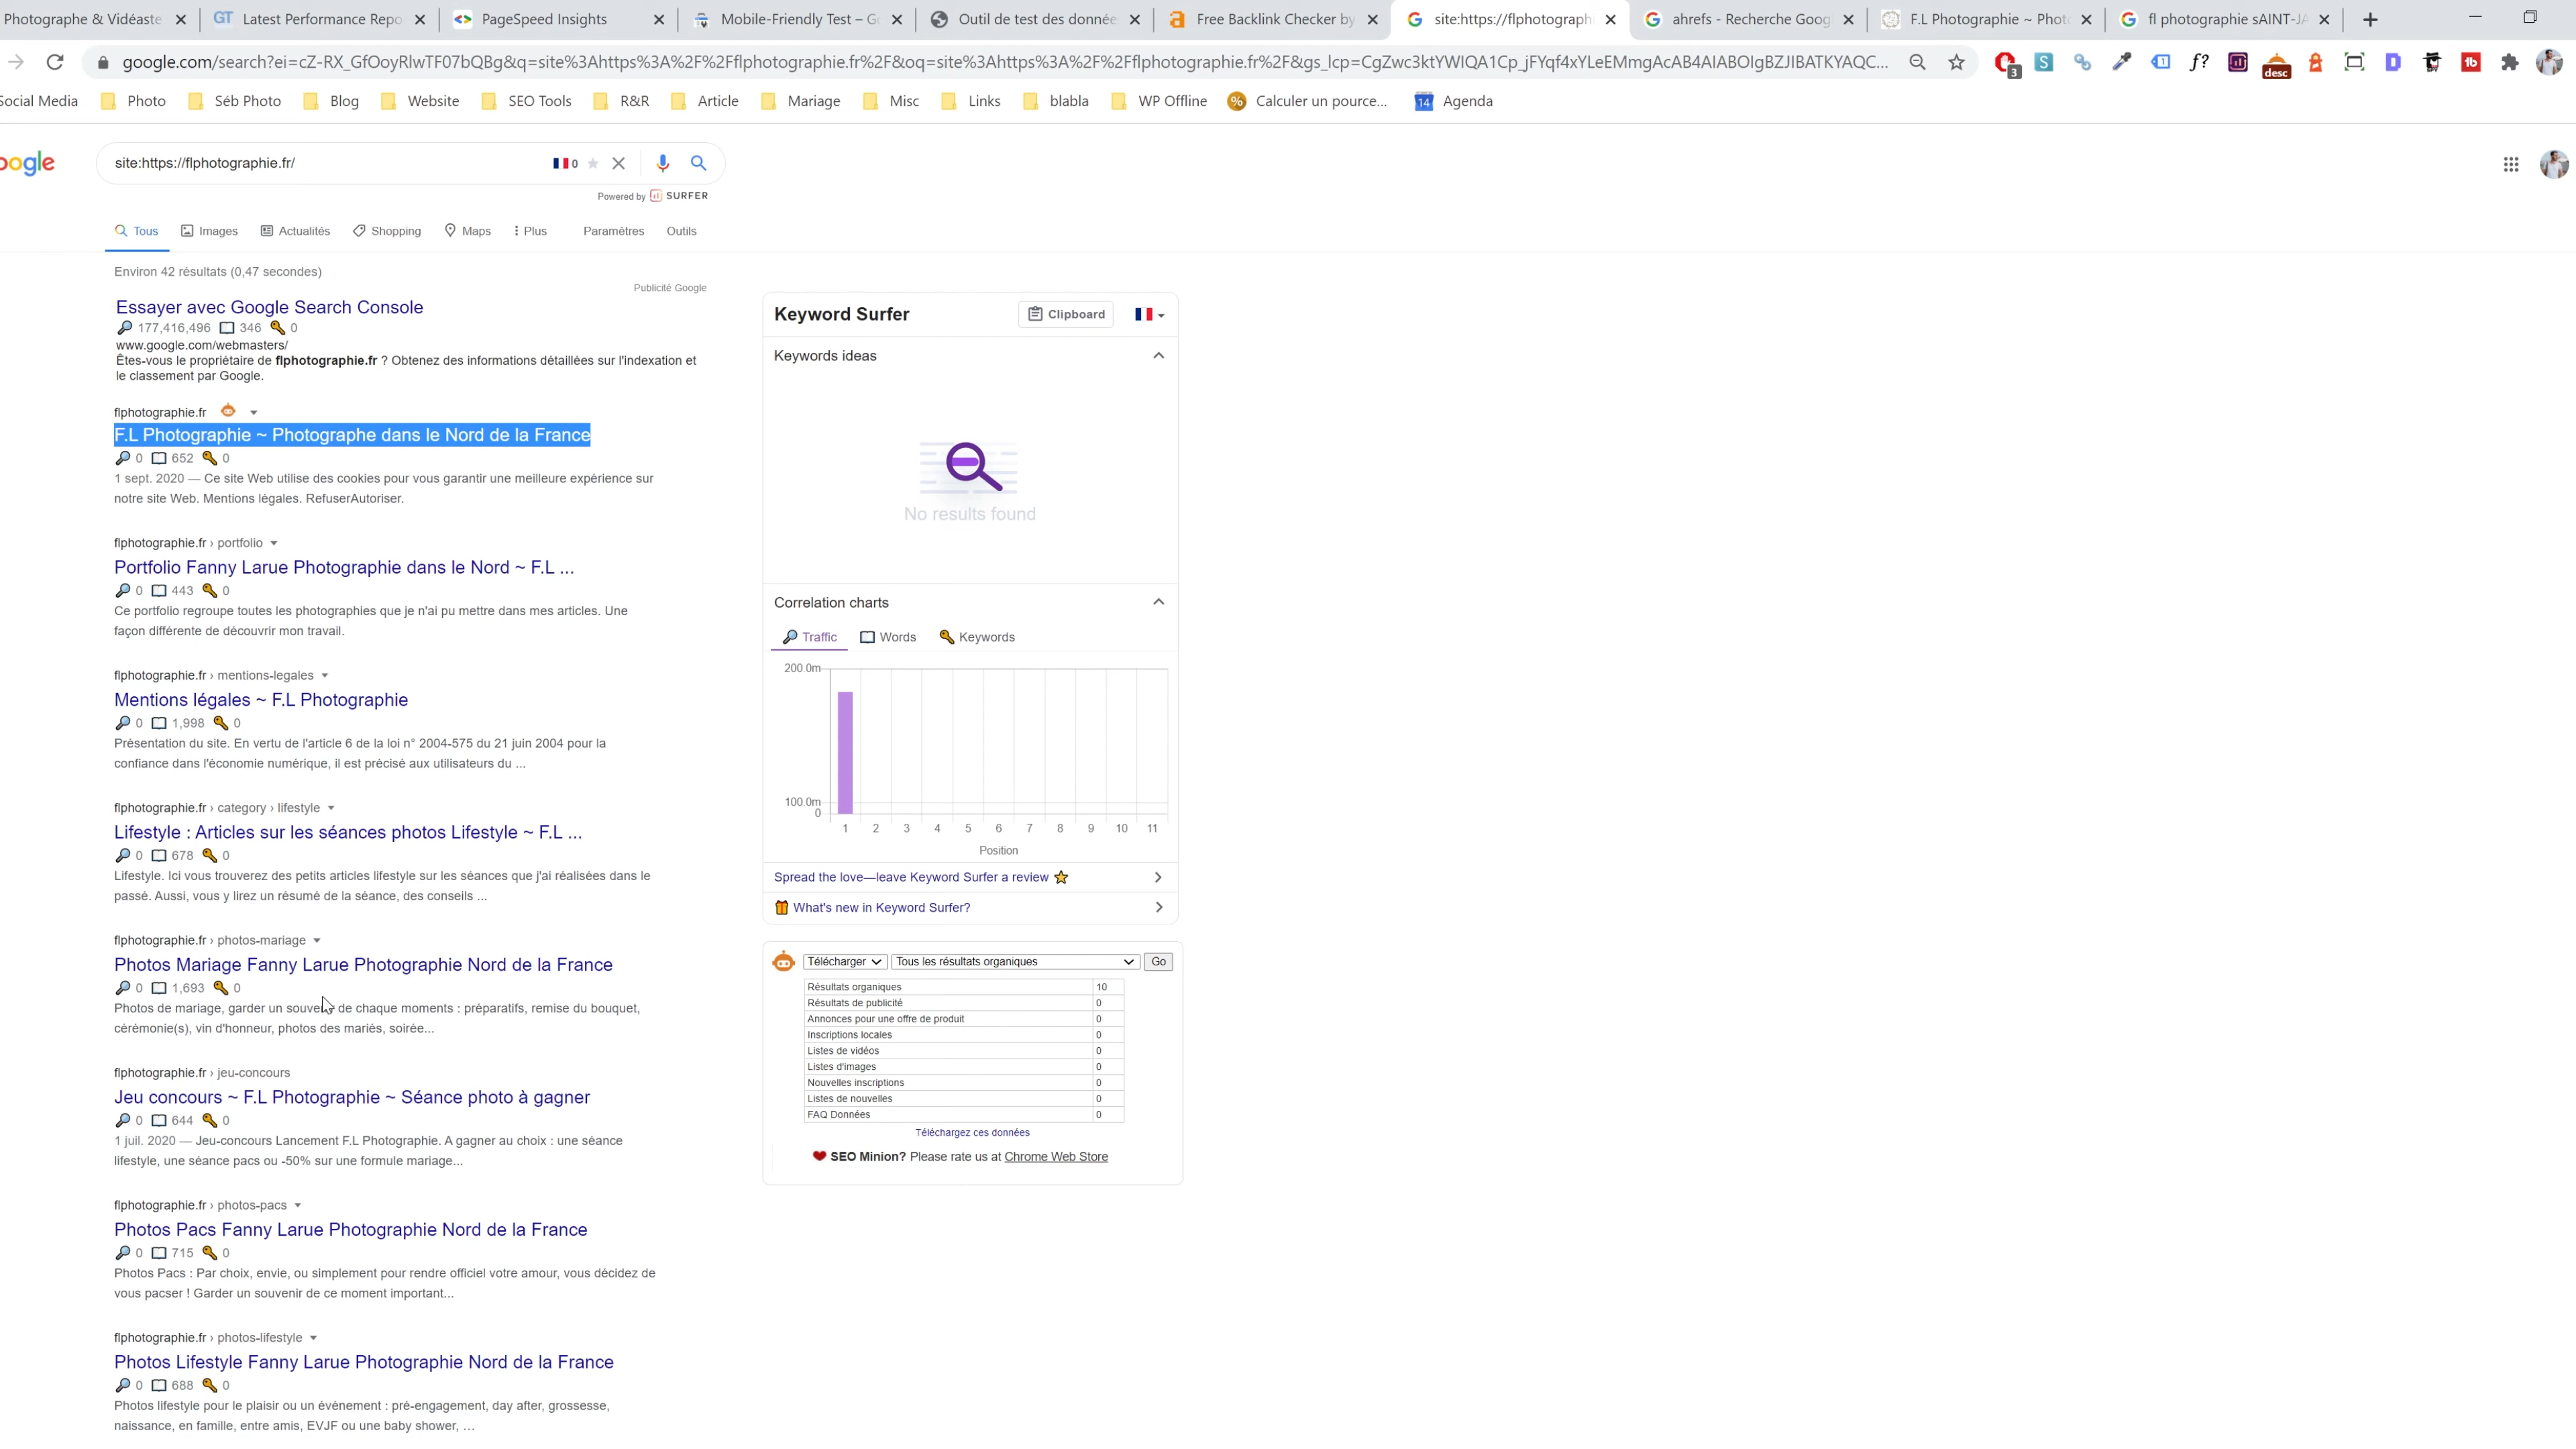 Photographe & Vidéaste
Latest Performance Repo
PageSpeed Insights
Mobile-Friendly Test – Go
Outil de test des donnée
Free Backlink Checker by
site:https://flphotographi
ahrefs - Recherche Goog
F.L Photographie ~ Phot
fl photographie sAINT-JA
google.com/search?ei=cZ-RX_GfOoyRlwTF07bQBg&q=site%3Ahttps%3A%2F%2Fflphotographie.fr%2F&oq=site%3Ahttps%3A%2F%2Fflphotographie.fr%2F&gs_lcp=CgZwc3ktYWIQA1Cp_jFYqf4xYLeEMmgAcAB4AIABOIgBZJIBATKYAQC...
3
desc
Social Media
Photo
Séb Photo
Blog
Website
SEO Tools
R&R
Article
Mariage
Misc
Links
blabla
WP Offline
Calculer un pource...
14
Agenda
oogle
site:https://flphotographie.fr/
0
Powered by SURFER
Tous
Images
Actualités
Shopping
Maps
Plus
Paramètres
Outils
Environ 42 résultats (0,47 secondes)
Publicité Google
Essayer avec Google Search Console
177,416,496 346 0
www.google.com/webmasters/
Êtes-vous le propriétaire de flphotographie.fr ? Obtenez des informations détaillées sur l'indexation et
le classement par Google.
flphotographie.fr
F.L Photographie ~ Photographe dans le Nord de la France
0 652 0
1 sept. 2020 — Ce site Web utilise des cookies pour vous garantir une meilleure expérience sur
notre site Web. Mentions légales. RefuserAutoriser.
flphotographie.fr › portfolio
Portfolio Fanny Larue Photographie dans le Nord ~ F.L ...
0 443 0
Ce portfolio regroupe toutes les photographies que je n'ai pu mettre dans mes articles. Une
façon différente de découvrir mon travail.
flphotographie.fr › mentions-legales
Mentions légales ~ F.L Photographie
0 1,998 0
Présentation du site. En vertu de l'article 6 de la loi n° 2004-575 du 21 juin 2004 pour la
confiance dans l'économie numérique, il est précisé aux utilisateurs du ...
flphotographie.fr › category › lifestyle
Lifestyle : Articles sur les séances photos Lifestyle ~ F.L ...
0 678 0
Lifestyle. Ici vous trouverez des petits articles lifestyle sur les séances que j'ai réalisées dans le
passé. Aussi, vous y lirez un résumé de la séance, des conseils ...
flphotographie.fr › photos-mariage
Photos Mariage Fanny Larue Photographie Nord de la France
0 1,693 0
Photos de mariage, garder un souvenir de chaque moments : préparatifs, remise du bouquet,
cérémonie(s), vin d'honneur, photos des mariés, soirée...
flphotographie.fr › jeu-concours
Jeu concours ~ F.L Photographie ~ Séance photo à gagner
0 644 0
1 juil. 2020 — Jeu-concours Lancement F.L Photographie. A gagner au choix : une séance
lifestyle, une séance pacs ou -50% sur une formule mariage...
flphotographie.fr › photos-pacs
Photos Pacs Fanny Larue Photographie Nord de la France
0 715 0
Photos Pacs : Par choix, envie, ou simplement pour rendre officiel votre amour, vous décidez de
vous pacser ! Garder un souvenir de ce moment important...
flphotographie.fr › photos-lifestyle
Photos Lifestyle Fanny Larue Photographie Nord de la France
0 688 0
Photos lifestyle pour le plaisir ou un événement : pré-engagement, day after, grossesse,
naissance, en famille, entre amis, EVJF ou une baby shower, ...
Keyword Surfer
Clipboard
Keywords ideas
No results found
Correlation charts
Traffic
Words
Keywords
200.0m
100.0m
0
1 2 3 4 5 6 7 8 9 10 11
Position
Spread the love—leave Keyword Surfer a review
What's new in Keyword Surfer?
Télécharger
Tous les résultats organiques
Go
Résultats organiques 10
Résultats de publicité 0
Annonces pour une offre de produit 0
Inscriptions locales 0
Listes de vidéos 0
Listes d'images 0
Nouvelles inscriptions 0
Listes de nouvelles 0
FAQ Données 0
Téléchargez ces données
SEO Minion? Please rate us at Chrome Web Store